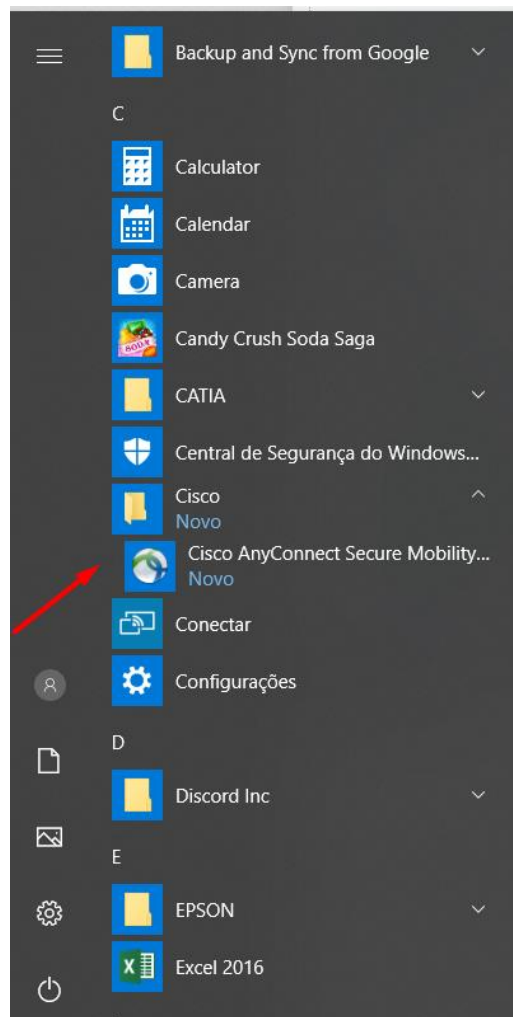 Backup and Sync from Google
C
Calculator
Calendar
Camera
Candy Crush Soda Saga
CATIA
Central de Segurança do Windows...
Cisco
Novo
Cisco AnyConnect Secure Mobility...
Novo
Conectar
Configurações
D
Discord Inc
E
EPSON
Excel 2016